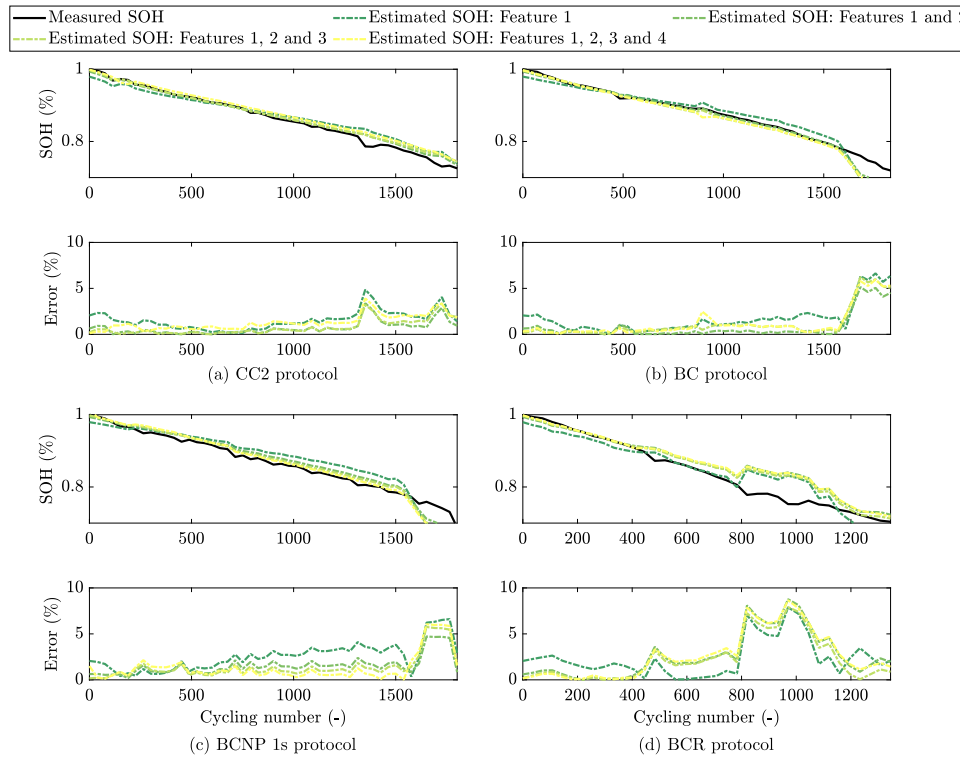 Measured SOH
Estimated SOH: Feature 1
Estimated SOH: Features 1 and
Estimated SOH: Features 1, 2 and 3
Estimated SOH: Features 1, 2, 3 and 4
SOH (%)
1
0.8
0 500 1000 1500
Error (%)
10
5
0
0 500 1000 1500
(a) CC2 protocol
SOH (%)
1
0.8
0 500 1000 1500
Error (%)
10
5
0
0 500 1000 1500
(b) BC protocol
SOH (%)
1
0.8
0 500 1000 1500
Error (%)
10
5
0
0 500 1000 1500
Cycling number (-)
(c) BCNP 1s protocol
SOH (%)
1
0.8
0 200 400 600 800 1000 1200
Error (%)
10
5
0
0 200 400 600 800 1000 1200
Cycling number (-)
(d) BCR protocol